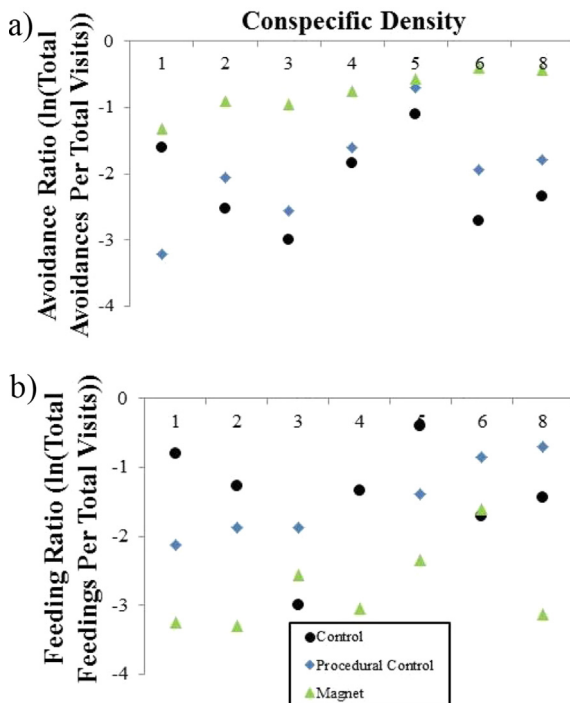 Conspecific Density
a)
Avoidance Ratio (ln(Total
Avoidances Per Total Visits))
0
-1
-2
-3
-4
1 2 3 4 5 6 8
b)
Feeding Ratio (ln(Total
Feedings Per Total Visits))
0
-1
-2
-3
-4
1 2 3 4 5 6 8
Control
Procedural Control
Magnet